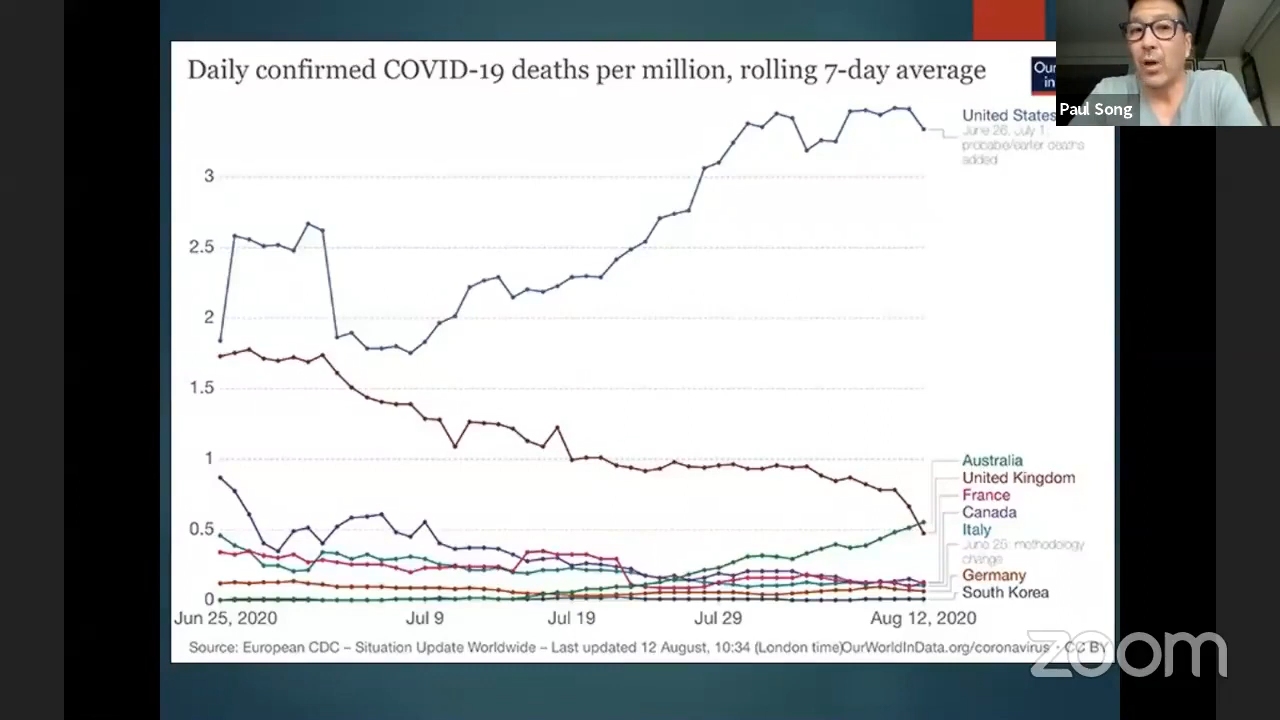 Daily confirmed COVID-19 deaths per million, rolling 7-day average
Our
in
Paul Song
United States
June 26, July 1:
probable/earlier deaths
added
3
2.5
2
1.5
1
0.5
0
Australia
United Kingdom
France
Canada
Italy
June 25: methodology
change
Germany
South Korea
Jun 25, 2020
Jul 9
Jul 19
Jul 29
Aug 12, 2020
Source: European CDC – Situation Update Worldwide – Last updated 12 August, 10:34 (London time)
OurWorldInData.org/coronavirus • CC BY
zoom